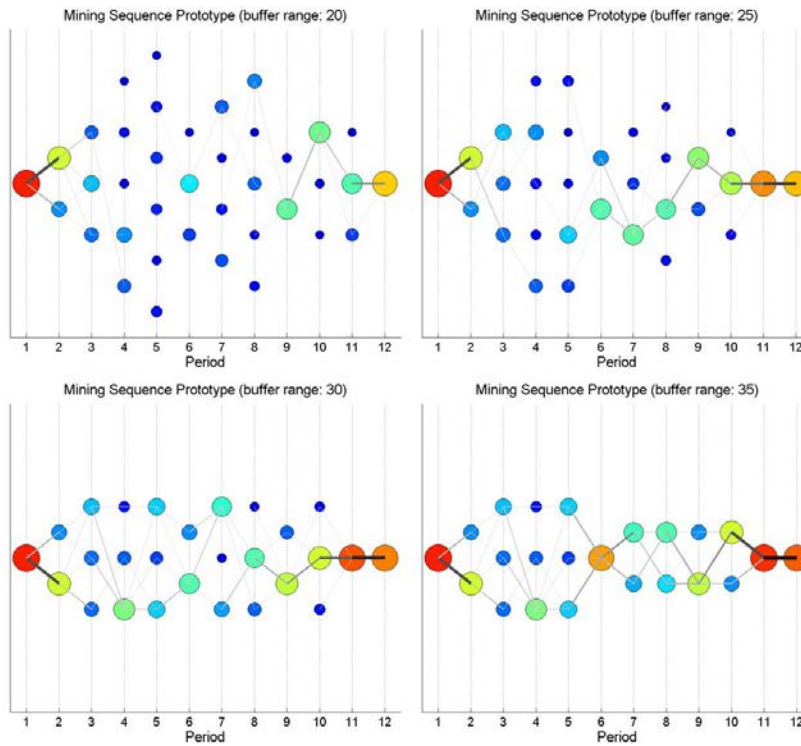 Mining Sequence Prototype (buffer range: 20)
1 2 3 4 5 6 7 8 9 10 11 12
Period
Mining Sequence Prototype (buffer range: 25)
1 2 3 4 5 6 7 8 9 10 11 12
Period
Mining Sequence Prototype (buffer range: 30)
1 2 3 4 5 6 7 8 9 10 11 12
Period
Mining Sequence Prototype (buffer range: 35)
1 2 3 4 5 6 7 8 9 10 11 12
Period